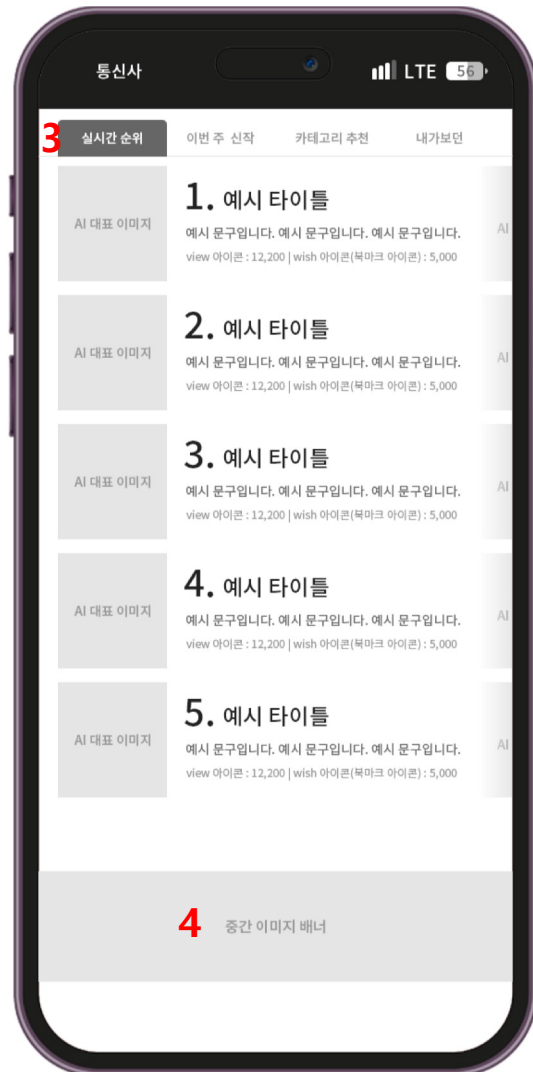 통신사 LTE 56
3 실시간 순위 이번 주 신작 카테고리 추천 내가보던
AI 대표 이미지
1. 예시 타이틀
예시 문구입니다. 예시 문구입니다. 예시 문구입니다.
view 아이콘 : 12,200 | wish 아이콘(북마크 아이콘) : 5,000
AI
AI 대표 이미지
2. 예시 타이틀
예시 문구입니다. 예시 문구입니다. 예시 문구입니다.
view 아이콘 : 12,200 | wish 아이콘(북마크 아이콘) : 5,000
AI
AI 대표 이미지
3. 예시 타이틀
예시 문구입니다. 예시 문구입니다. 예시 문구입니다.
view 아이콘 : 12,200 | wish 아이콘(북마크 아이콘) : 5,000
AI
AI 대표 이미지
4. 예시 타이틀
예시 문구입니다. 예시 문구입니다. 예시 문구입니다.
view 아이콘 : 12,200 | wish 아이콘(북마크 아이콘) : 5,000
AI
AI 대표 이미지
5. 예시 타이틀
예시 문구입니다. 예시 문구입니다. 예시 문구입니다.
view 아이콘 : 12,200 | wish 아이콘(북마크 아이콘) : 5,000
AI
4 중간 이미지 배너